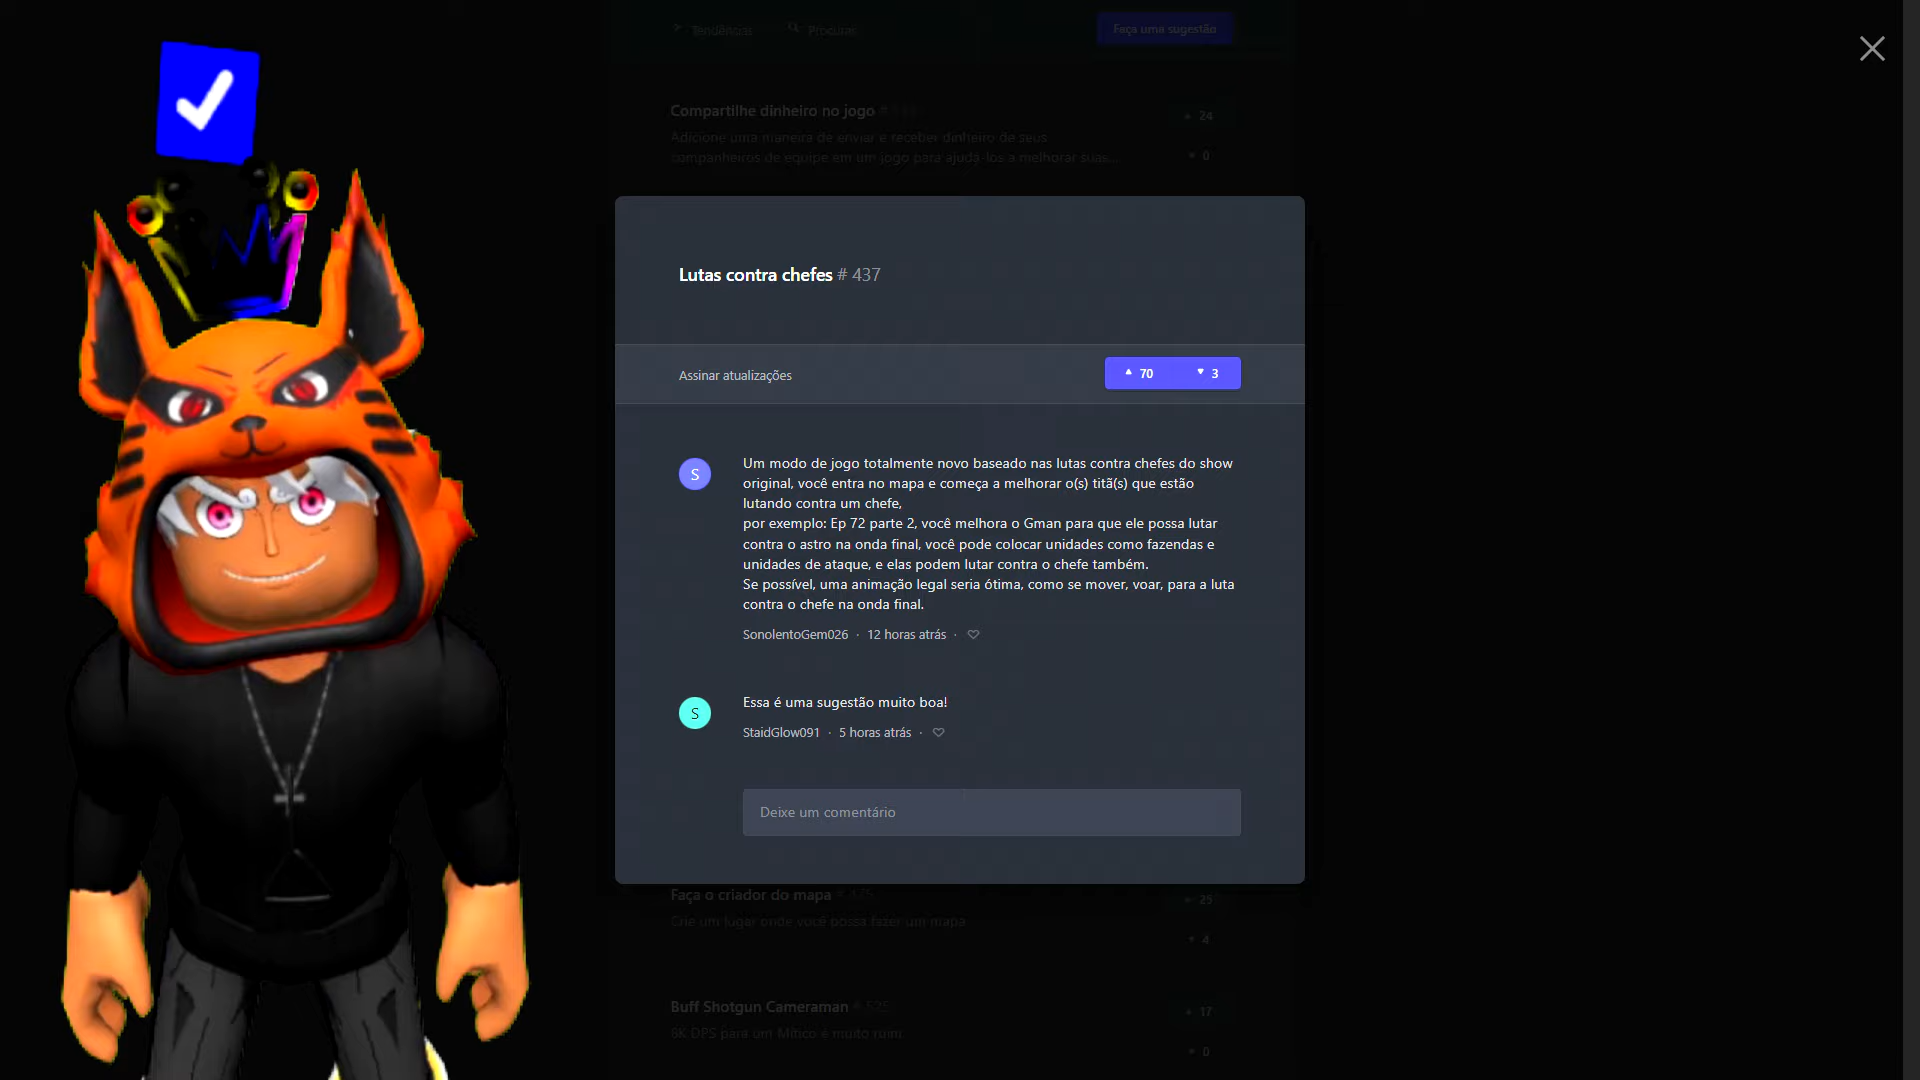 Tendências
Procurar
Faça uma sugestão
Compartilhe dinheiro no jogo
24
Adicione uma maneira de enviar e receber dinheiro de seus
companheiros de equipe em um jogo para ajudá-los a melhorar suas...
0
Lutas contra chefes # 437
Assinar atualizações
70
3
S
Um modo de jogo totalmente novo baseado nas lutas contra chefes do show
original, você entra no mapa e começa a melhorar o(s) titã(s) que estão
lutando contra um chefe,
por exemplo: Ep 72 parte 2, você melhora o Gman para que ele possa lutar
contra o astro na onda final, você pode colocar unidades como fazendas e
unidades de ataque, e elas podem lutar contra o chefe também.
Se possível, uma animação legal seria ótima, como se mover, voar, para a luta
contra o chefe na onda final.
SonolentoGem026 · 12 horas atrás ·
S
Essa é uma sugestão muito boa!
StaidGlow091 · 5 horas atrás ·
Deixe um comentário
Faça o criador do mapa
25
Crie um lugar onde você possa fazer um mapa
4
Buff Shotgun Cameraman
17
DPS para um Mítico é muito ruim
0